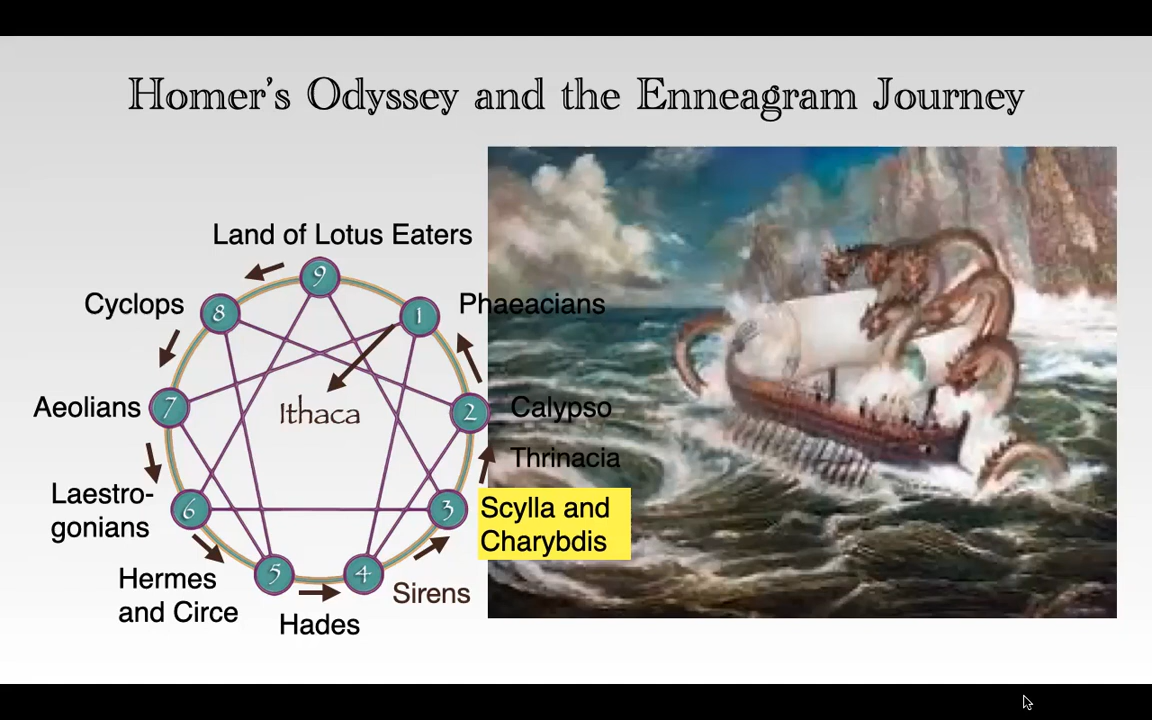 Homer's Odyssey and the Enneagram Journey
Land of Lotus Eaters
9
Cyclops
8
1
Phaeacians
Aeolians
7
Ithaca
2
Calypso
Thrinacia
Laestro-
gonians
6
3
Scylla and
Charybdis
Hermes
and Circe
5
4
Sirens
Hades